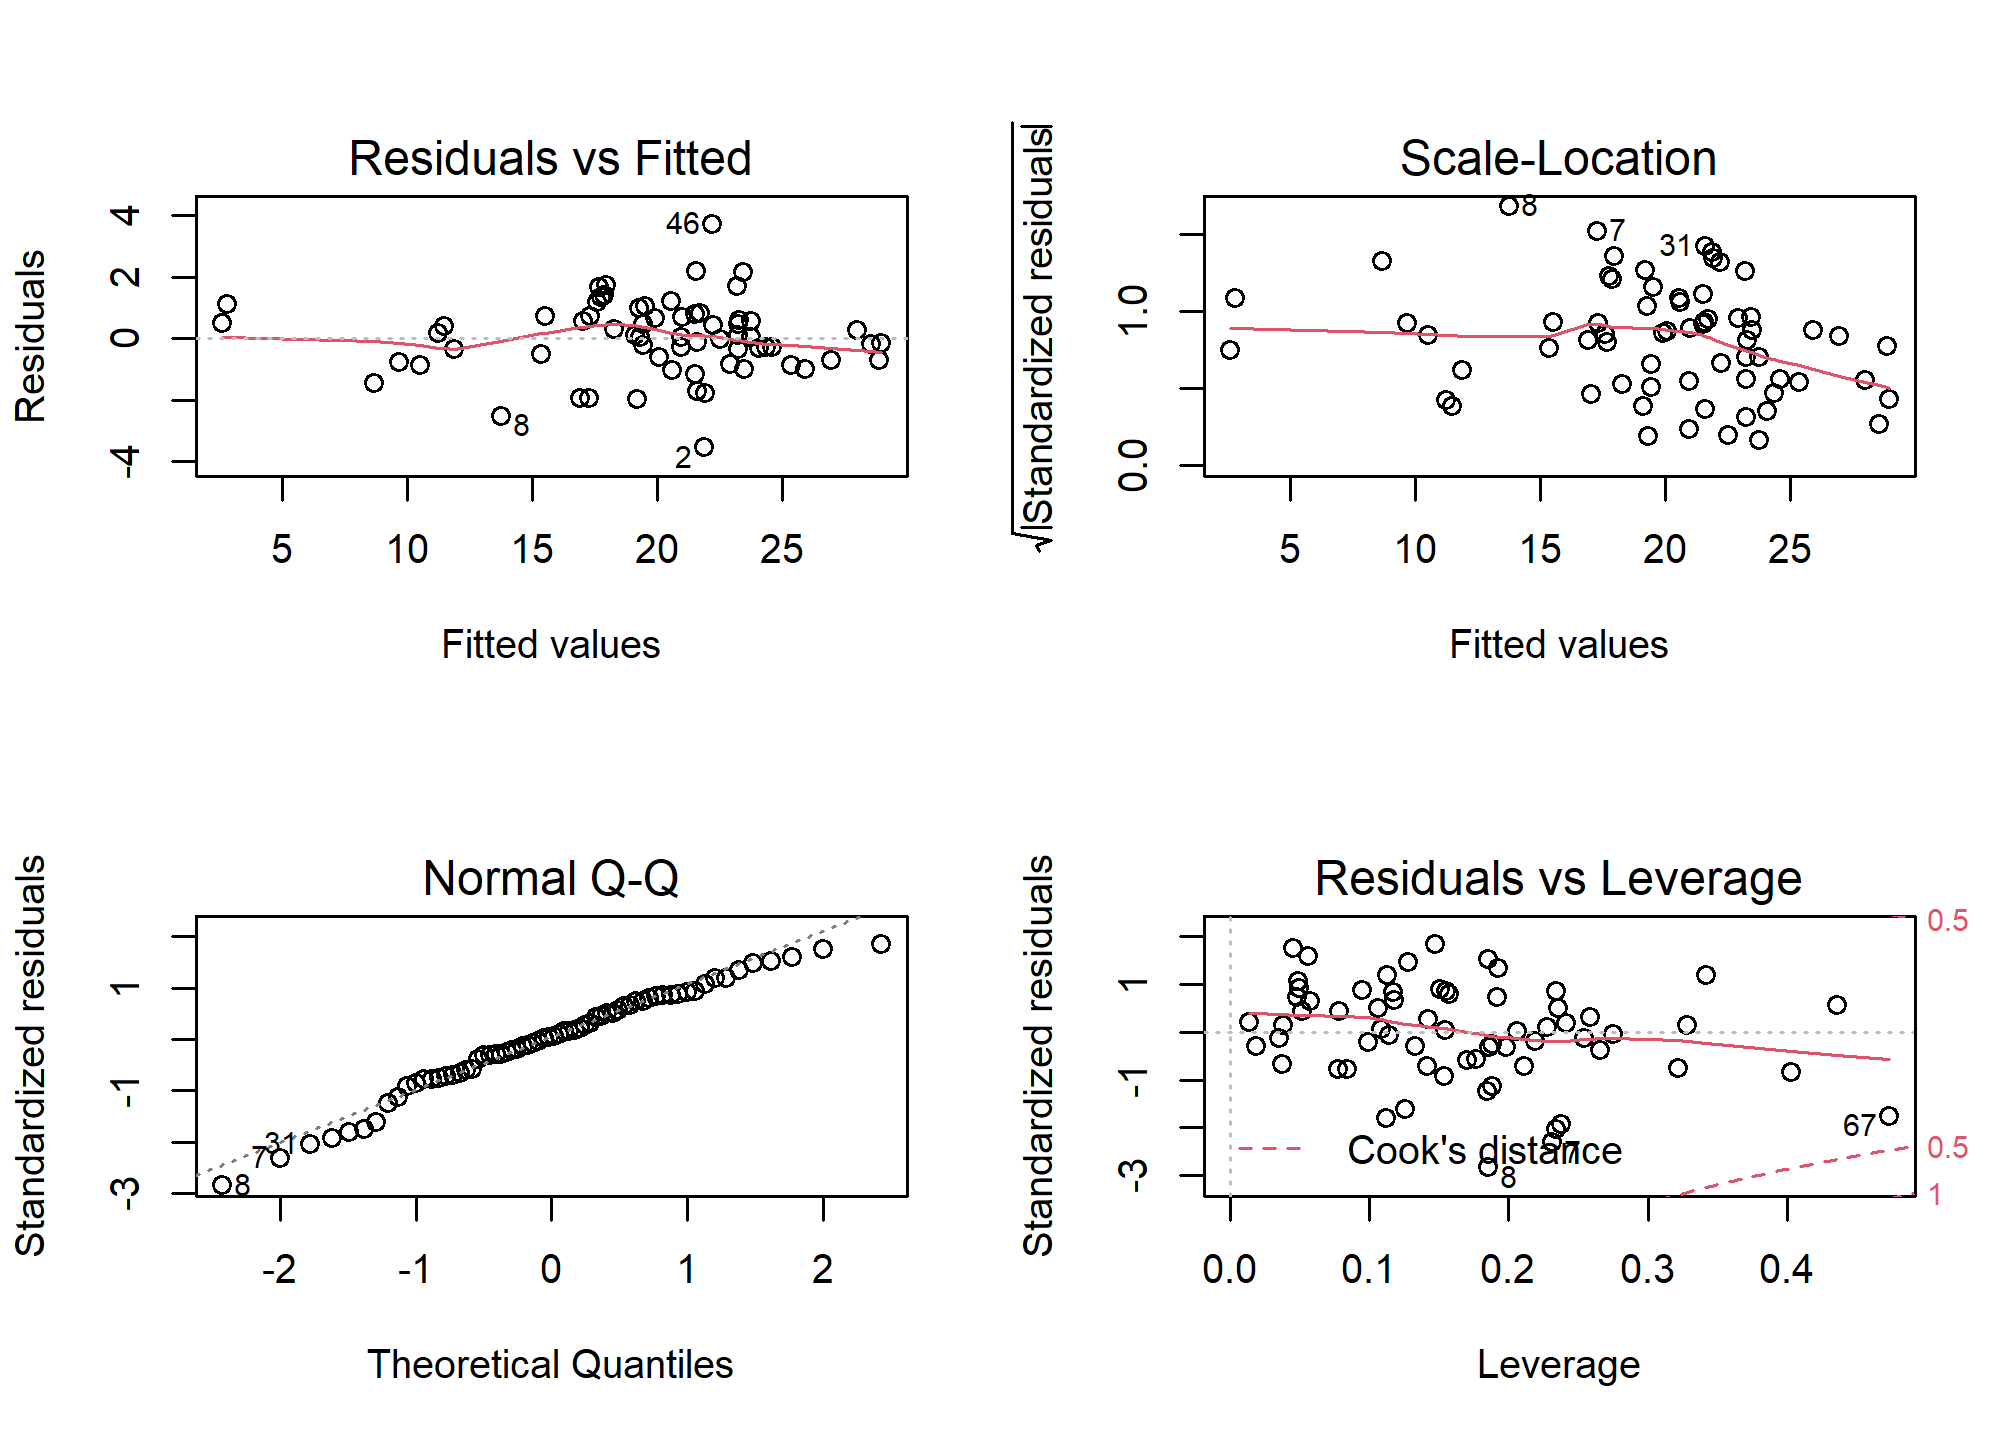 Residuals vs Fitted
Residuals
4
2
0
-4
46
8
2
5 10 15 20 25
Fitted values
Scale-Location
√|Standardized residuals|
1.0
0.0
8
7
31
5 10 15 20 25
Fitted values
Normal Q-Q
Standardized residuals
1
-1
-3
31
7
8
-2 -1 0 1 2
Theoretical Quantiles
Residuals vs Leverage
Standardized residuals
1
-1
-3
0.5
67
Cook's distance
7
0.5
8
1
0.0 0.1 0.2 0.3 0.4
Leverage